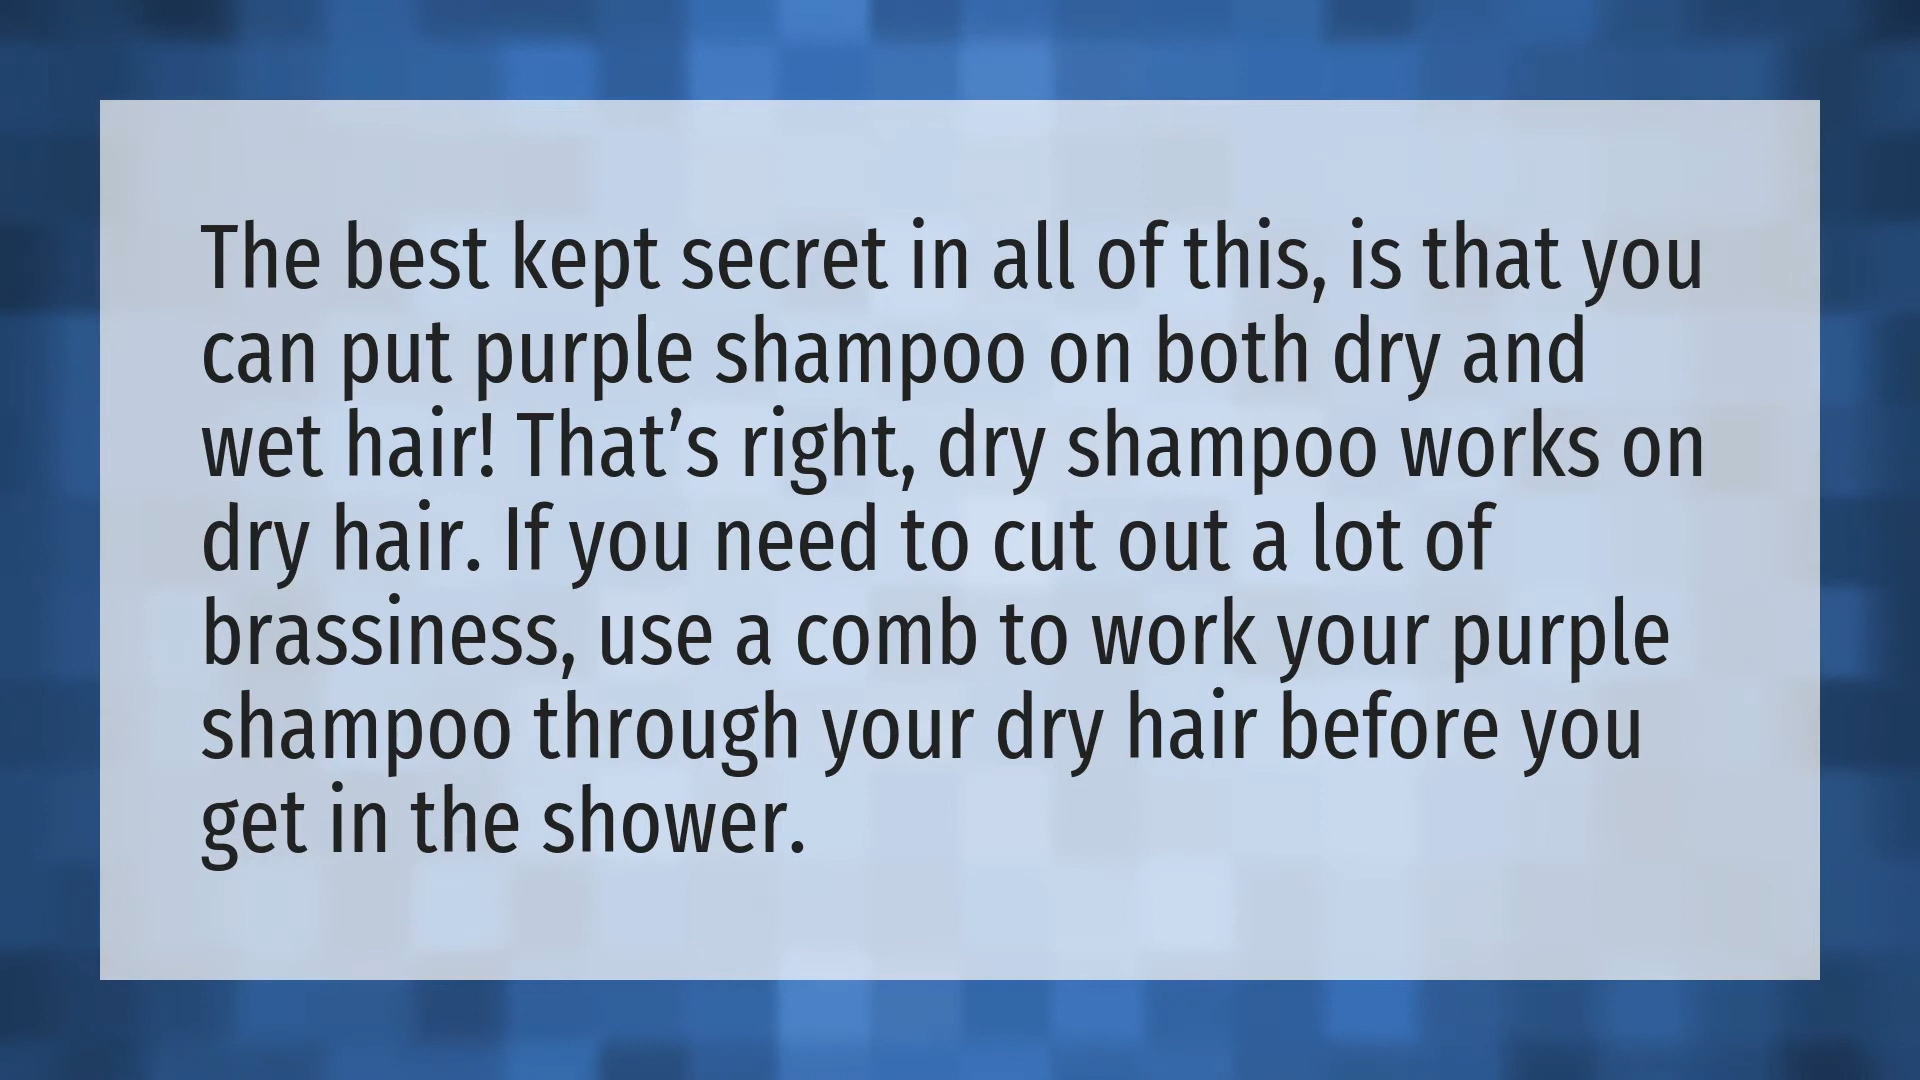 The best kept secret in all of this, is that you
can put purple shampoo on both dry and
wet hair! That’s right, dry shampoo works on
dry hair. If you need to cut out a lot of
brassiness, use a comb to work your purple
shampoo through your dry hair before you
get in the shower.